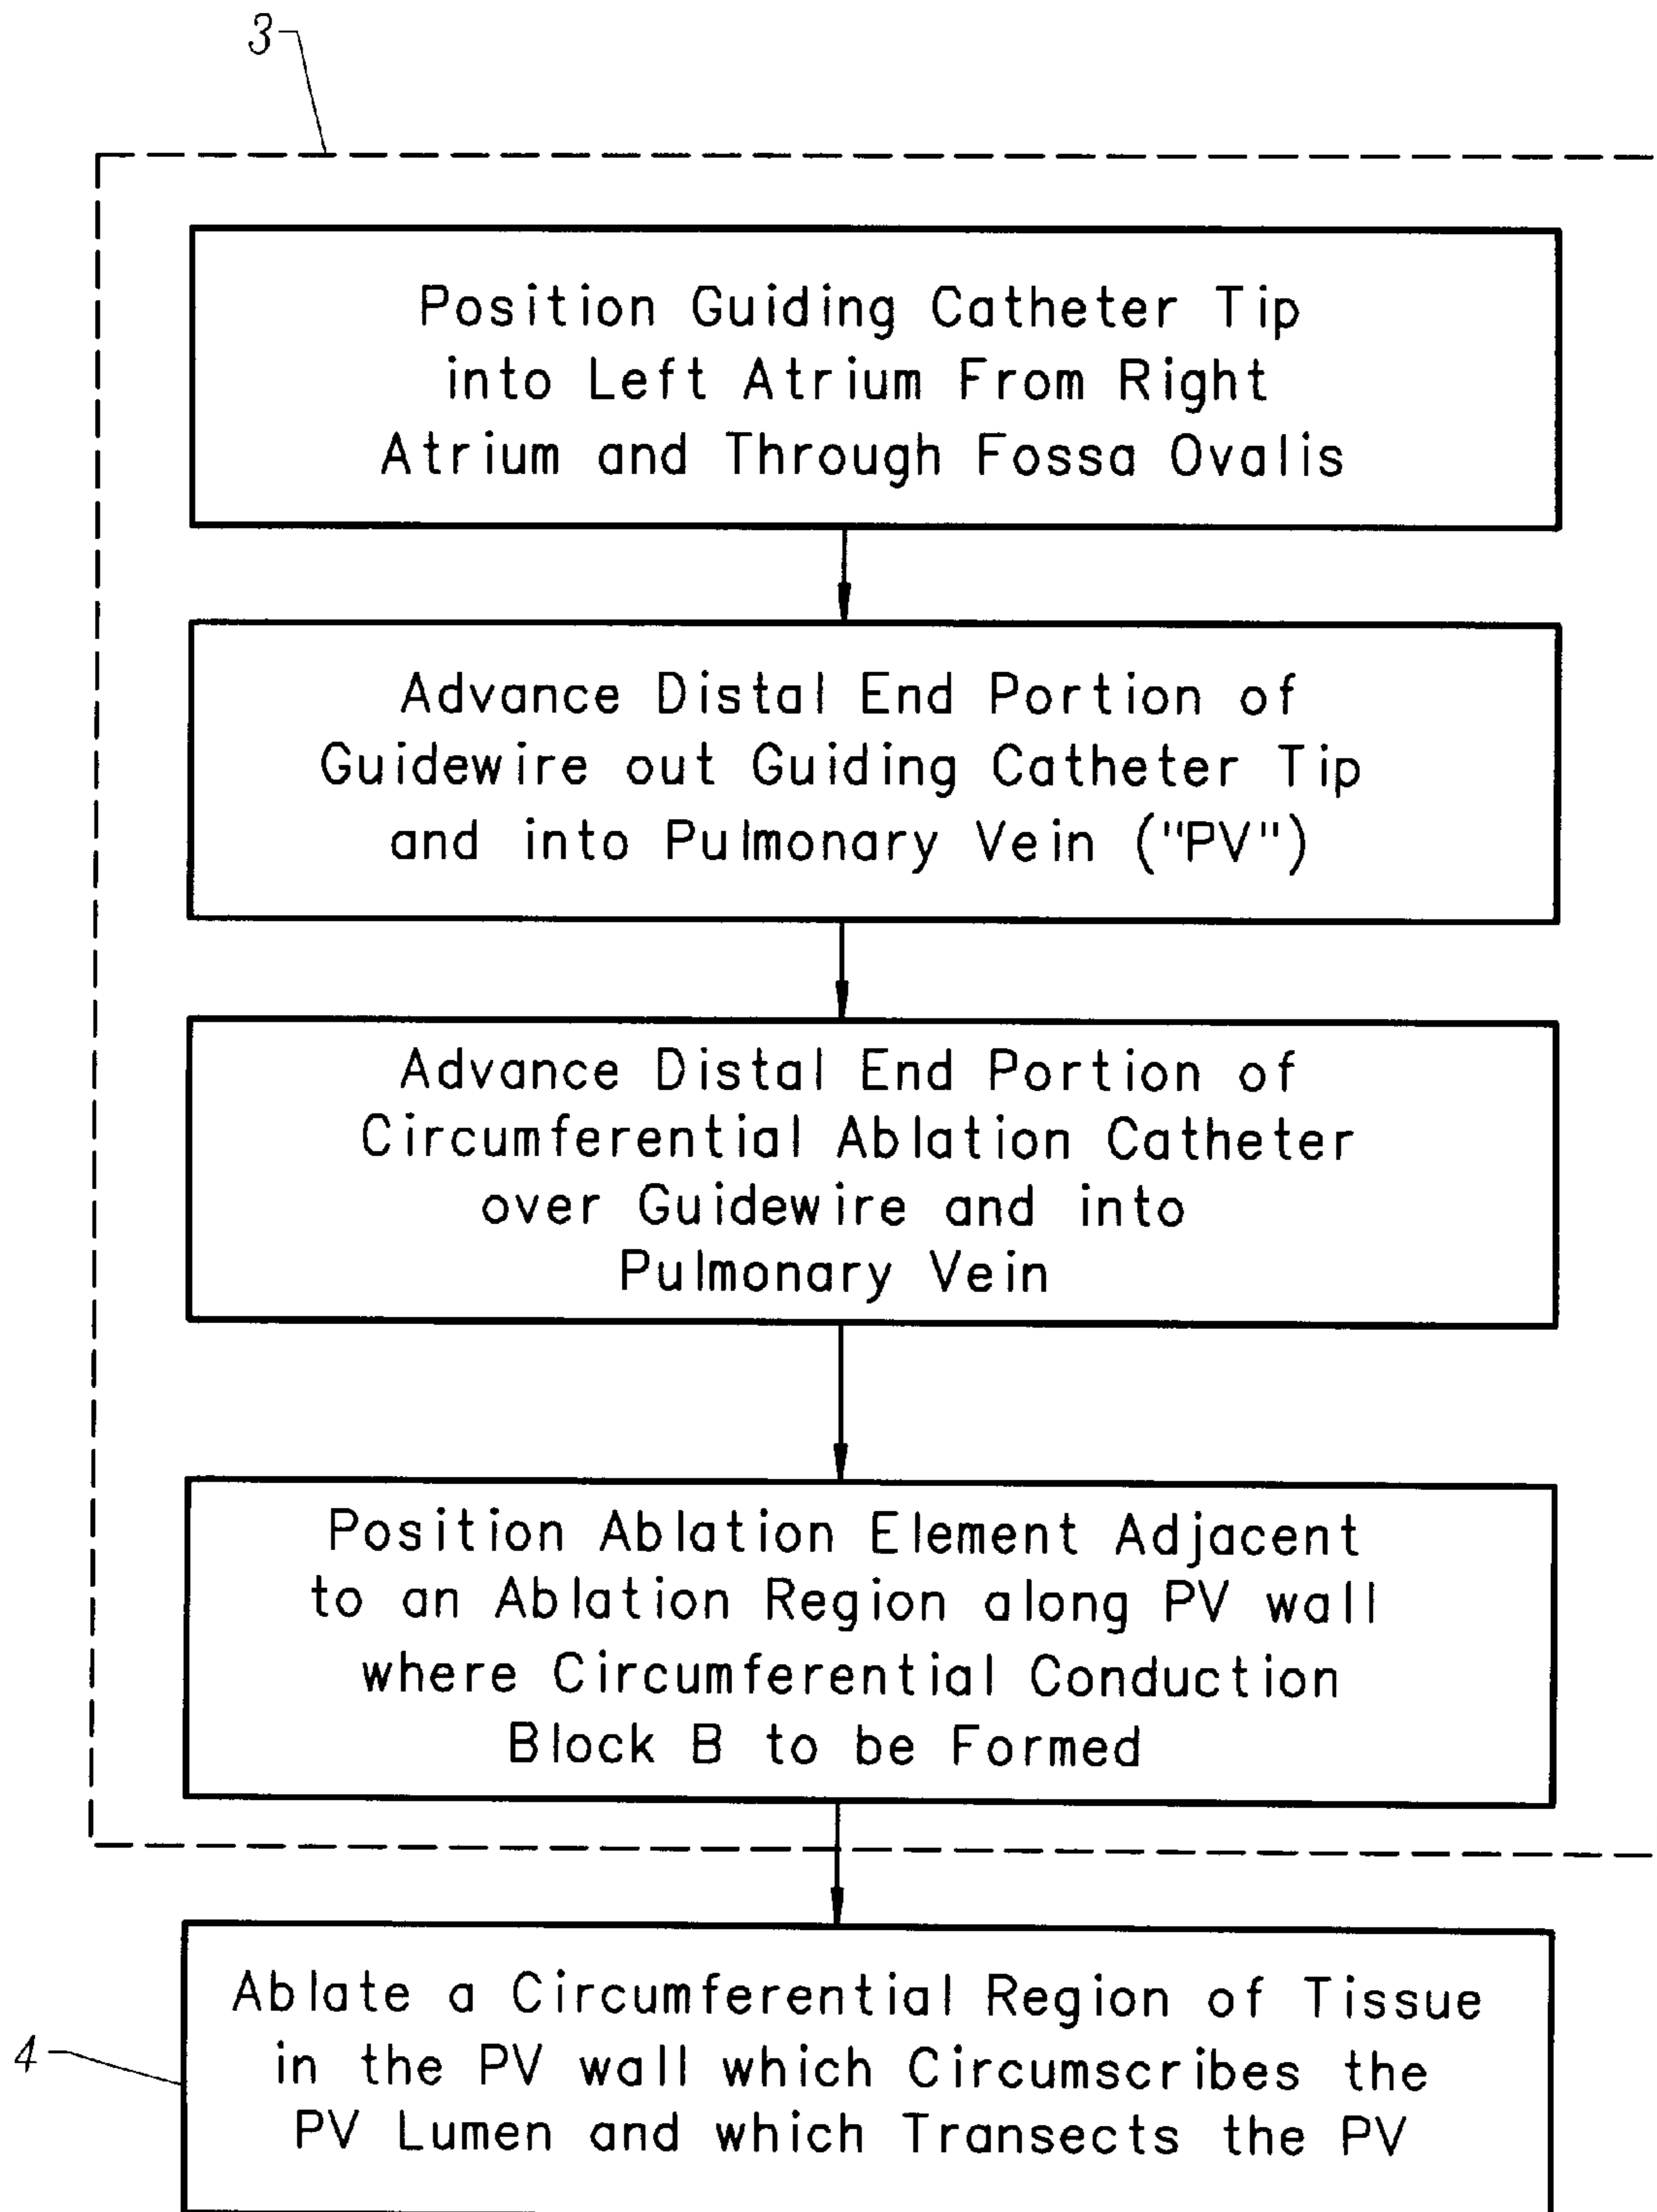 3
Position Guiding Catheter Tip
into Left Atrium From Right
Atrium and Through Fossa Ovalis
Advance Distal End Portion of
Guidewire out Guiding Catheter Tip
and into Pulmonary Vein ("PV")
Advance Distal End Portion of
Circumferential Ablation Catheter
over Guidewire and into
Pulmonary Vein
Position Ablation Element Adjacent
to an Ablation Region along PV wall
where Circumferential Conduction
Block B to be Formed
4
Ablate a Circumferential Region of Tissue
in the PV wall which Circumscribes the
PV Lumen and which Transects the PV